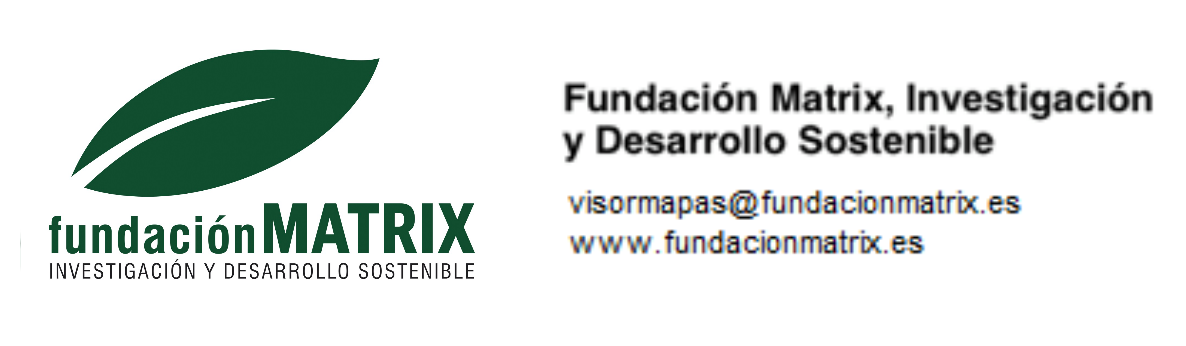 fundaciónMATRIX
INVESTIGACIÓN Y DESARROLLO SOSTENIBLE
Fundación Matrix, Investigación
y Desarrollo Sostenible
visormapas@fundacionmatrix.es
www.fundacionmatrix.es